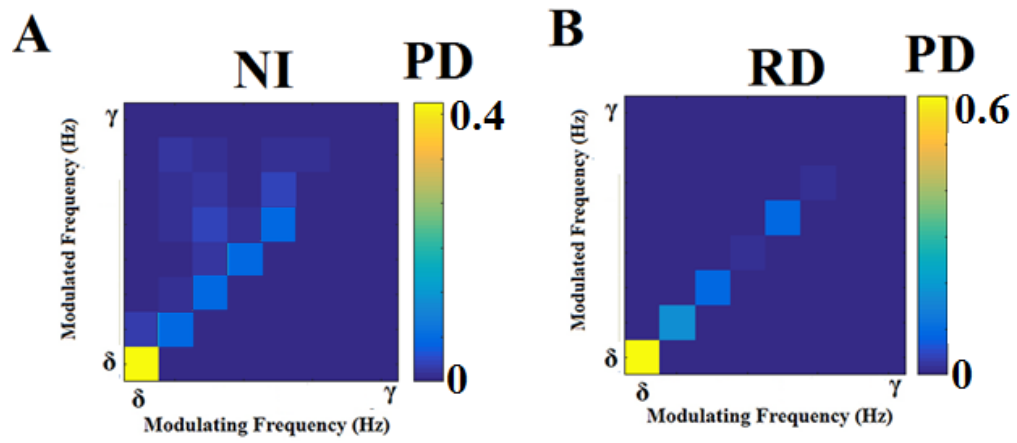 A
NI
PD
γ
0.4
Modulated Frequency (Hz)
δ
0
δ
γ
Modulating Frequency (Hz)
B
RD
PD
γ
0.6
Modulated Frequency (Hz)
δ
0
δ
γ
Modulating Frequency (Hz)